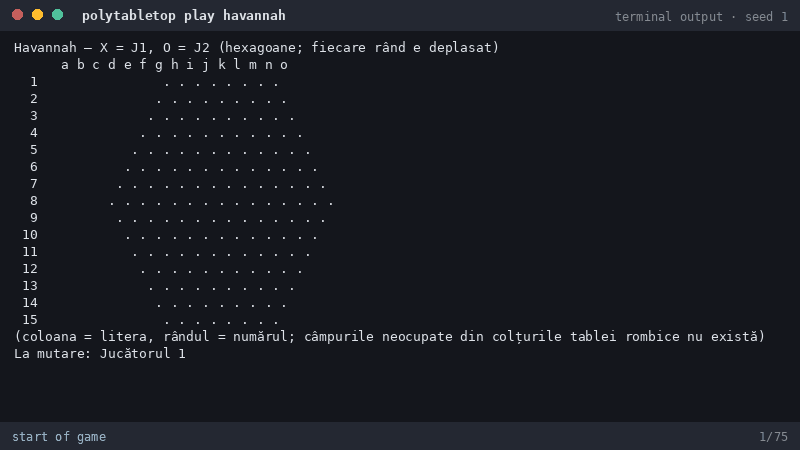 polytabletop play havannah
terminal output · seed 1
Havannah — X = J1, O = J2 (hexagoane; fiecare rând e deplasat)
a b c d e f g h i j k l m n o
1 . . . . . . . .
2 . . . . . . . . .
3 . . . . . . . . . .
4 . . . . . . . . . . .
5 . . . . . . . . . . . .
6 . . . . . . . . . . . . .
7 . . . . . . . . . . . . . .
8 . . . . . . . . . . . . . . .
9 . . . . . . . . . . . . . .
10 . . . . . . . . . . . . .
11 . . . . . . . . . . . .
12 . . . . . . . . . . .
13 . . . . . . . . . .
14 . . . . . . . . .
15 . . . . . . . .
(coloana = litera, rândul = numărul; câmpurile neocupate din colțurile tablei rombice nu există)
La mutare: Jucătorul 1
start of game
1/75